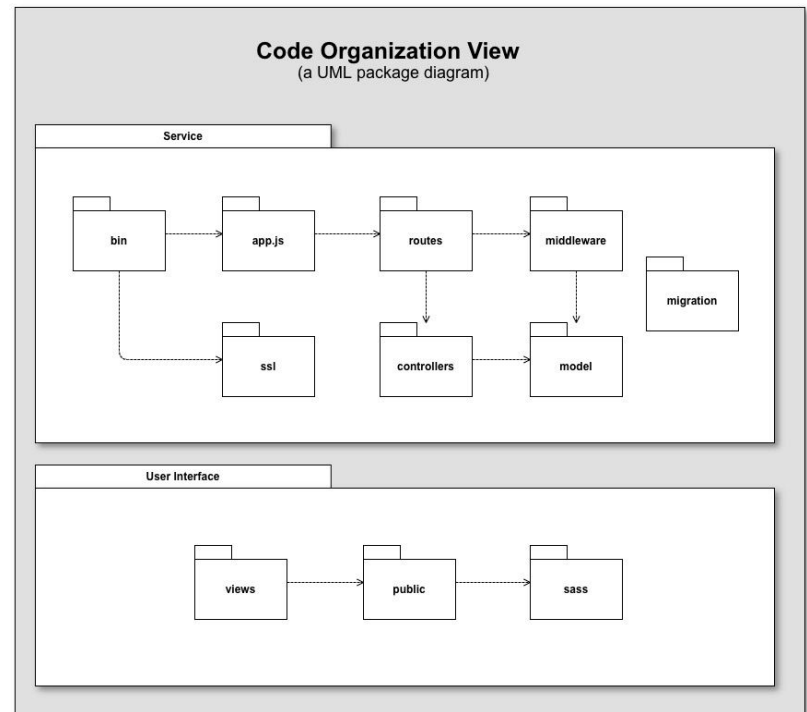 Code Organization View
(a UML package diagram)
Service
bin
app.js
routes
middleware
migration
ssl
controllers
model
User Interface
views
public
sass